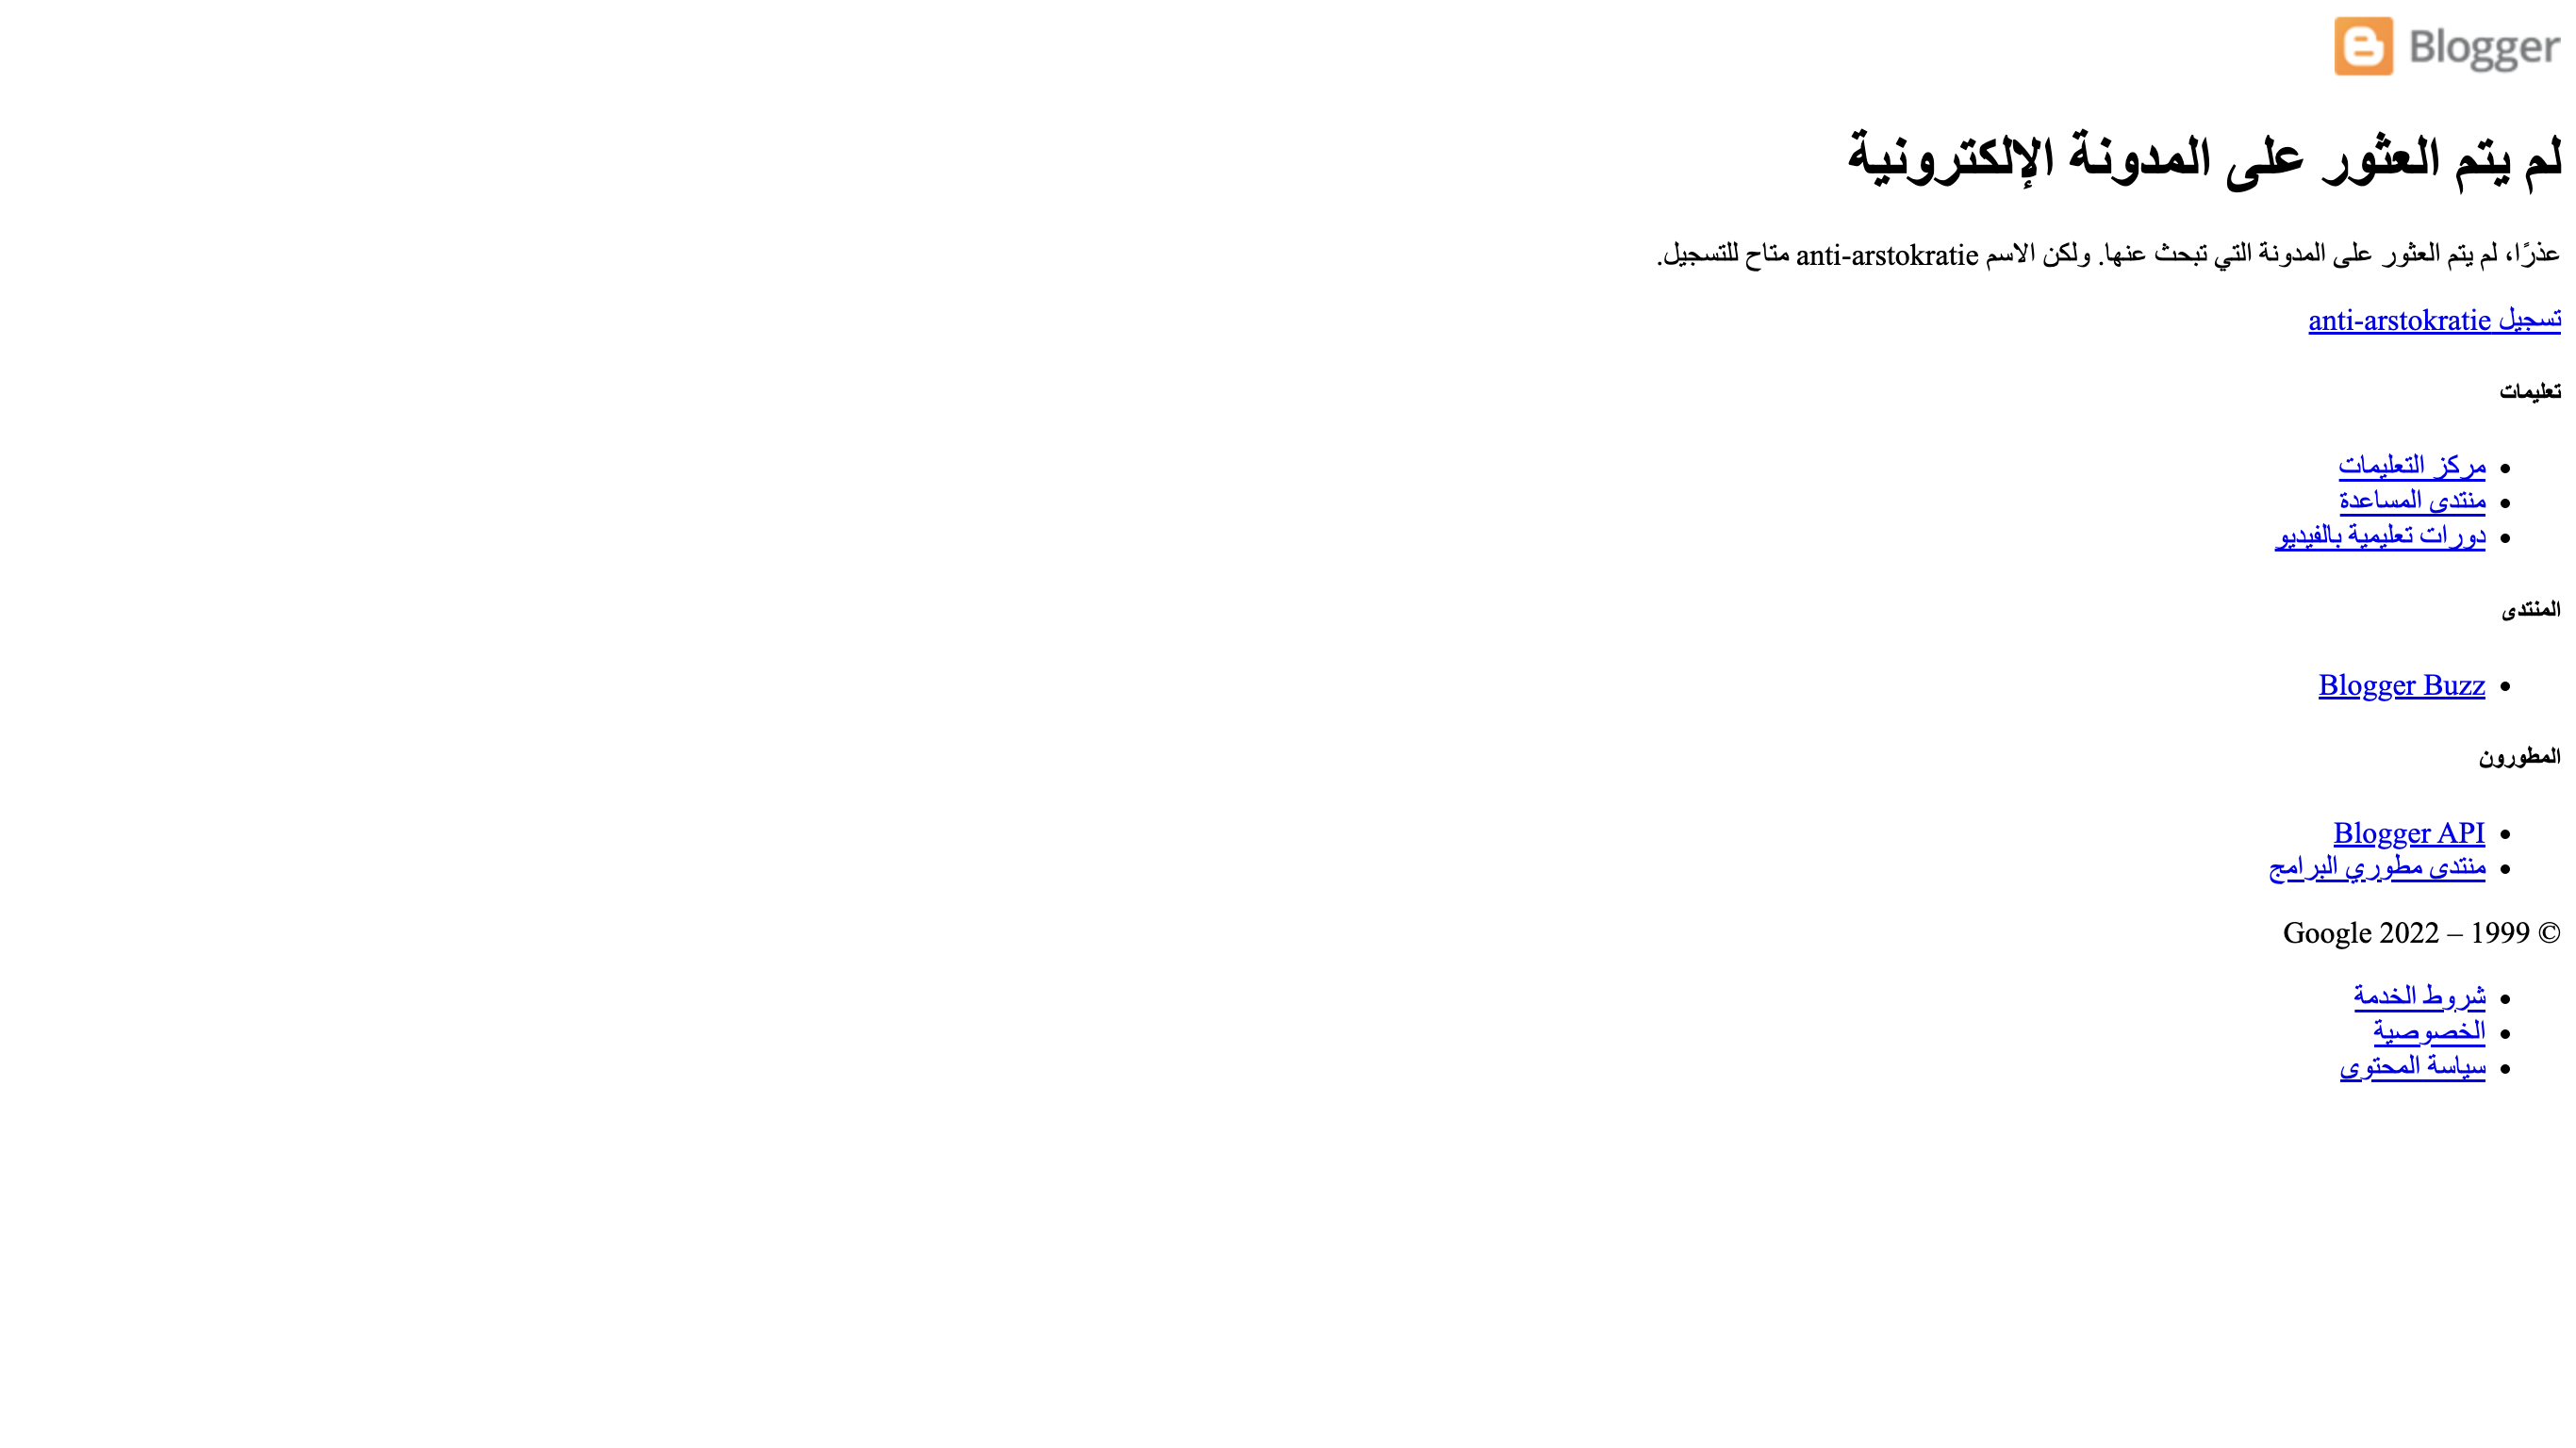 Blogger
لم يتم العثور على المدونة الإلكترونية
عذرًا، لم يتم العثور على المدونة التي تبحث عنها. ولكن الاسم anti-arstokratie متاح للتسجيل.
تسجيل anti-arstokratie
تعليمات
مركز التعليمات
منتدى المساعدة
دورات تعليمية بالفيديو
المنتدى
Blogger Buzz
المطورون
Blogger API
منتدى مطوري البرامج
© 1999 – 2022 Google
شروط الخدمة
الخصوصية
سياسة المحتوى